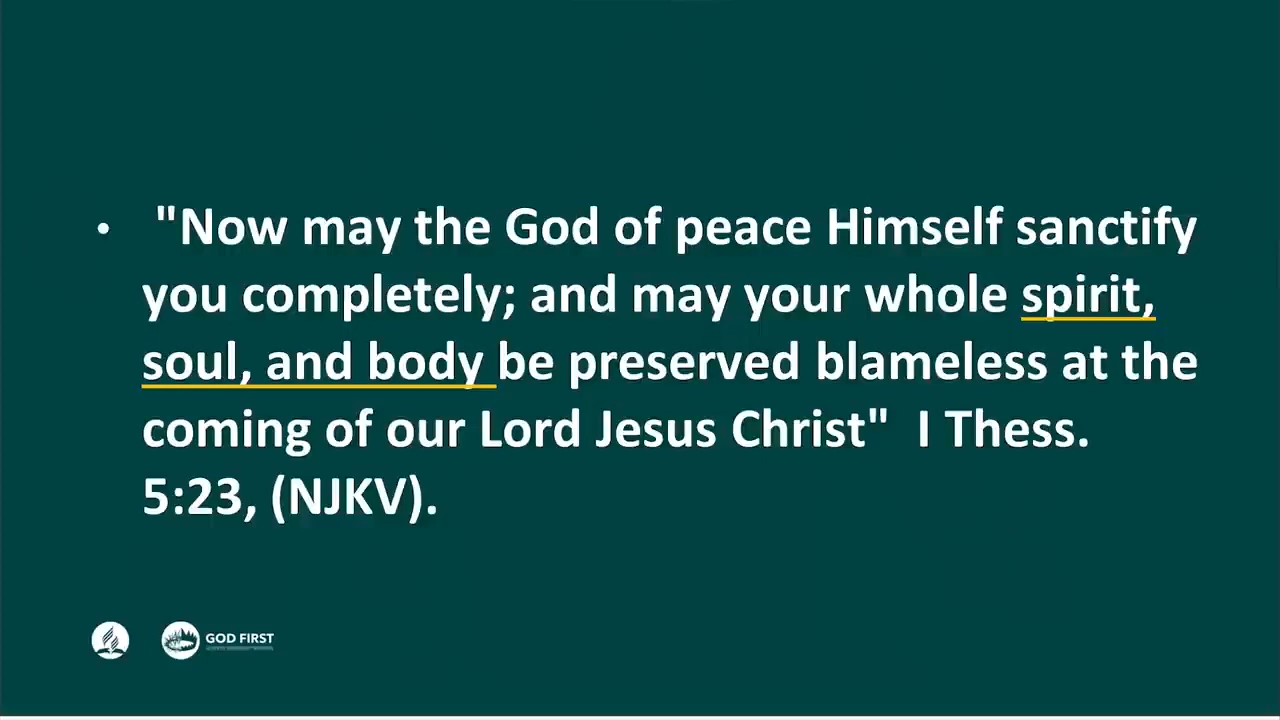 • "Now may the God of peace Himself sanctify
you completely; and may your whole spirit,
soul, and body be preserved blameless at the
coming of our Lord Jesus Christ"  I Thess.
5:23, (NJKV).
GOD FIRST